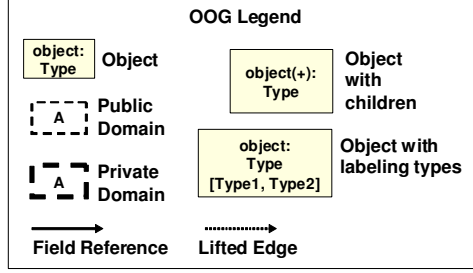 OOG Legend
object:
Type
Object
object(+):
Type
Object
with
children
A
Public
Domain
A
Private
Domain
object:
Type
[Type1, Type2]
Object with
labeling types
Field Reference
Lifted Edge